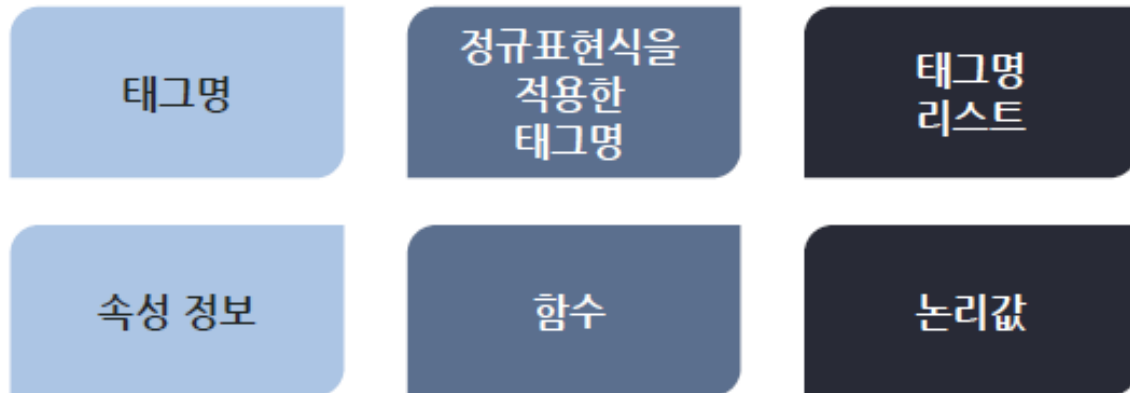 태그명
정규표현식을
적용한
태그명
태그명
리스트
속성 정보
함수
논리값